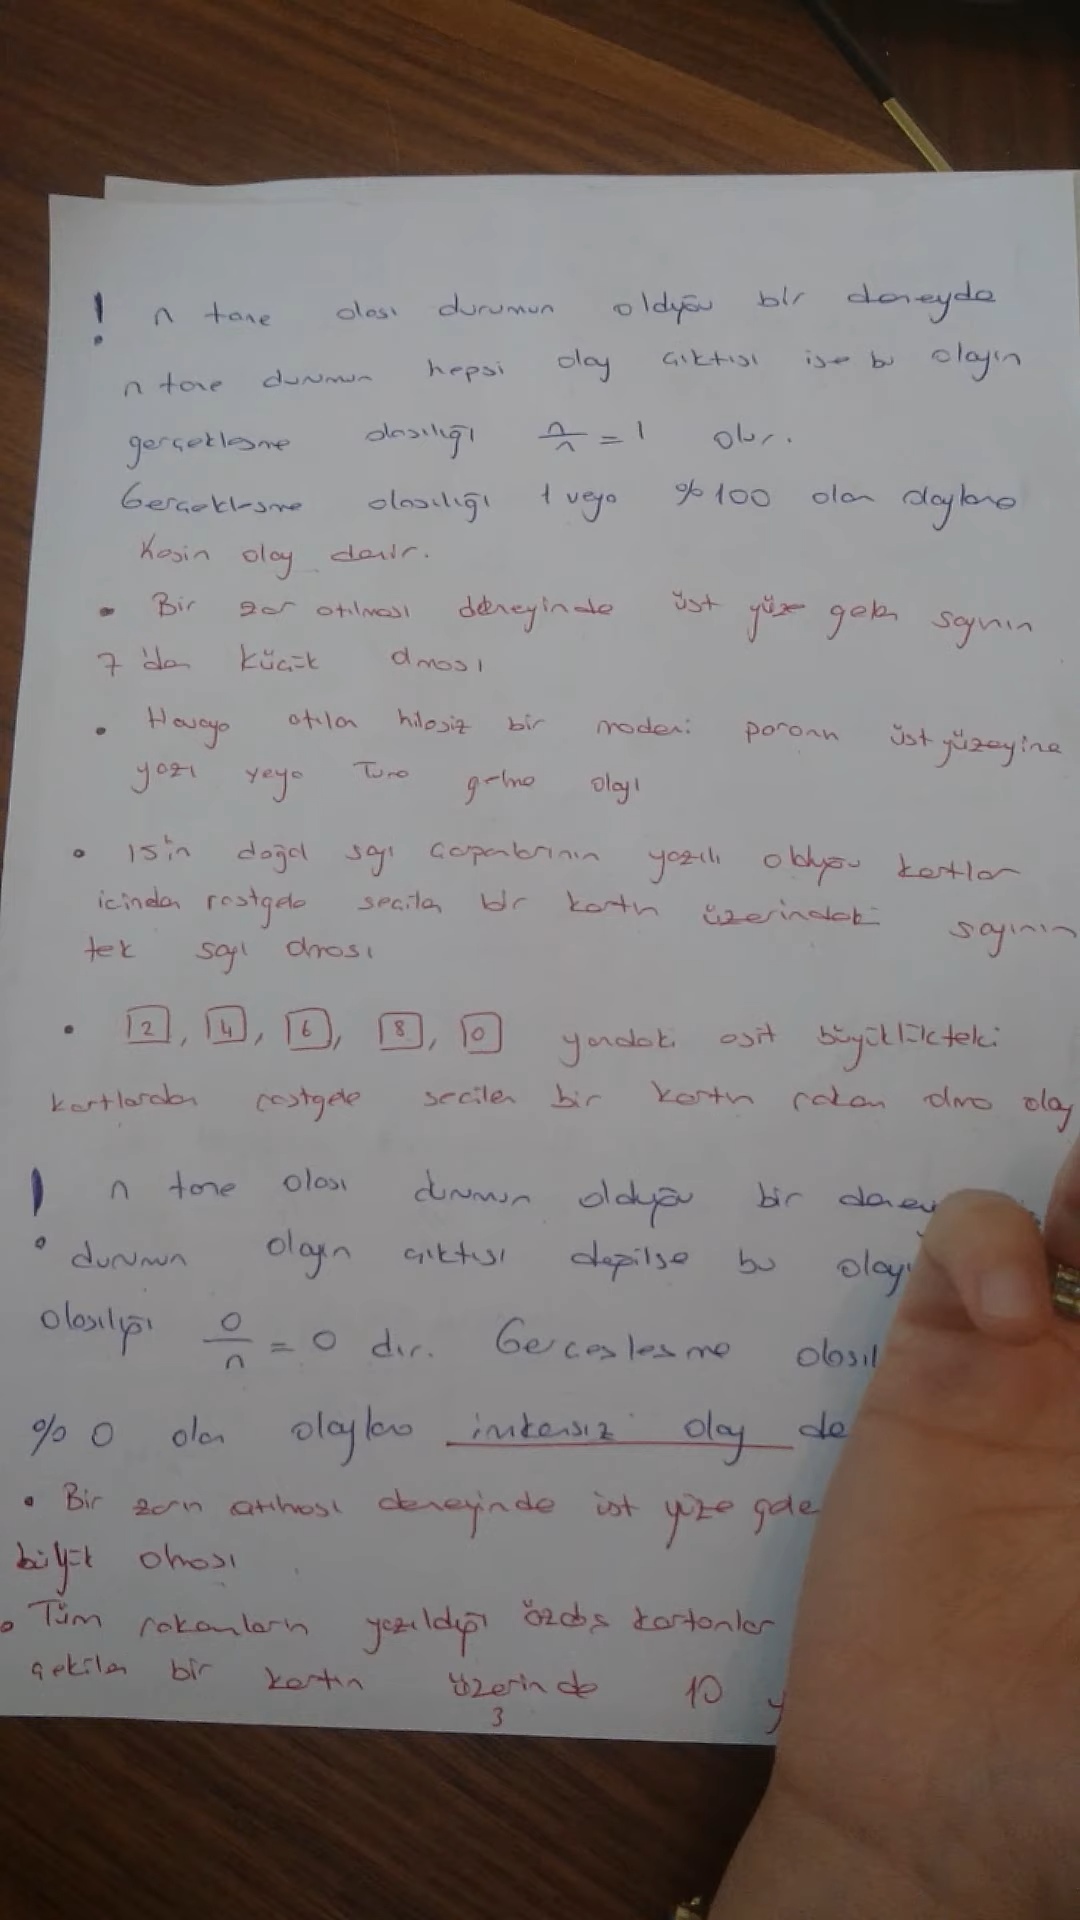 ! n tane olası durumun olduğu bir deneyde
n tane durumun hepsi olay çıktısı ise bu olayın
gerçekleşme olasılığı n/n = 1 olur.
Gerçekleşme olasılığı 1 veya %100 olan olaylara
Kesin olay denir.
• Bir zar atılması deneyinde üst yüze gelen sayının
7'den küçük olması
• Havaya atılan hilesiz bir madeni paranın üst yüzeyine
yazı veya Tura gelme olayı
• 15'in doğal sayı çarpanlarının yazılı olduğu kartlar
içinden rastgele seçilen bir kartın üzerindeki sayının
tek sayı olması
• 2, 4, 6, 8, 0 yandaki eşit büyüklükteki
kartlardan rastgele seçilen bir kartın rakam olma olay
! n tane olası durumun olduğu bir deney
durumun olayın çıktısı değilse bu olayı
olasılığı 0/n = 0 dır. Gerçekleşme olasıl
%0 olan olaylara imkansız olay de
• Bir zarın atılması deneyinde üst yüze gele
büyük olması
• Tüm rakamların yazıldığı özdeş kartonlar
çekilen bir kartın üzerinde 10 y
3